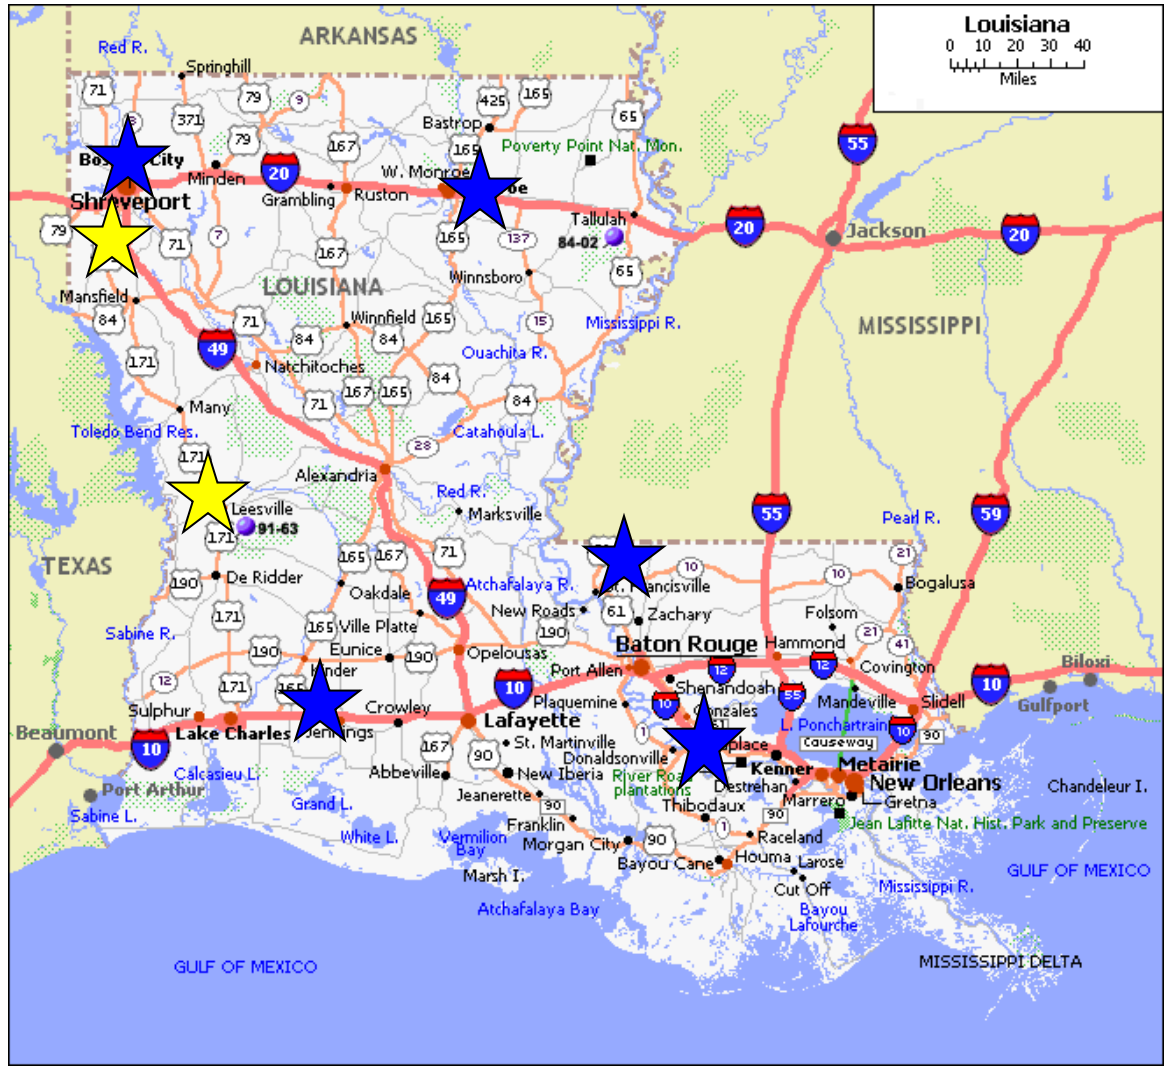 Louisiana
0 10 20 30 40
Miles
ARKANSAS
Red R.
Springhill
71
79
9
371
425
165
65
55
3
79
167
Bastrop
165
Poverty Point Nat. Mon.
Minden
20
W. Monroe
Grambling
Ruston
Shreveport
Tallulah
20
20
Jackson
79
71
7
165
137
84-02
167
65
Winnsboro
LOUISIANA
Mansfield
84
71
Winnfield
165
15
Mississippi R.
MISSISSIPPI
84
84
49
Ouachita R.
171
Natchitoches
84
167
165
71
84
Many
Toledo Bend Res.
Catahoula L.
28
171
Alexandria
Red R.
Leesville
Marksville
55
59
Pearl R.
91-63
171
TEXAS
165
167
71
21
190
De Ridder
Atchafalaya R.
10
10
Bogalusa
Oakdale
49
New Roads
61
Zachary
Folsom
171
165
Ville Platte
Sabine R.
190
21
41
190
Eunice
190
Opelousas
Baton Rouge
Hammond
12
12
Covington
Biloxi
Port Allen
12
171
165
10
Shenandoah
55
Mandeville
Slidell
10
Gulfport
Sulphur
Crowley
Plaquemine
10
Gonzales
Lake Charles
Jennings
Lafayette
61
L. Ponchartrain
10
90
Beaumont
10
167
90
St. Martinville
1
Donaldsonville
Causeway
Kenner
Metairie
Calcasieu L.
Abbeville
New Iberia
River Road
plantations
Destrehan
New Orleans
Port Arthur
Jeanerette
90
Marrero
Gretna
Chandeleur I.
Sabine L.
Grand L.
Thibodaux
90
Franklin
1
Jean Lafitte Nat. Hist. Park and Preserve
White L.
Vermilion
Bay
Morgan City
90
Raceland
Bayou Cane
Houma
Larose
Marsh I.
Cut Off
Mississippi R.
GULF OF MEXICO
Atchafalaya Bay
Bayou
Lafourche
GULF OF MEXICO
MISSISSIPPI DELTA